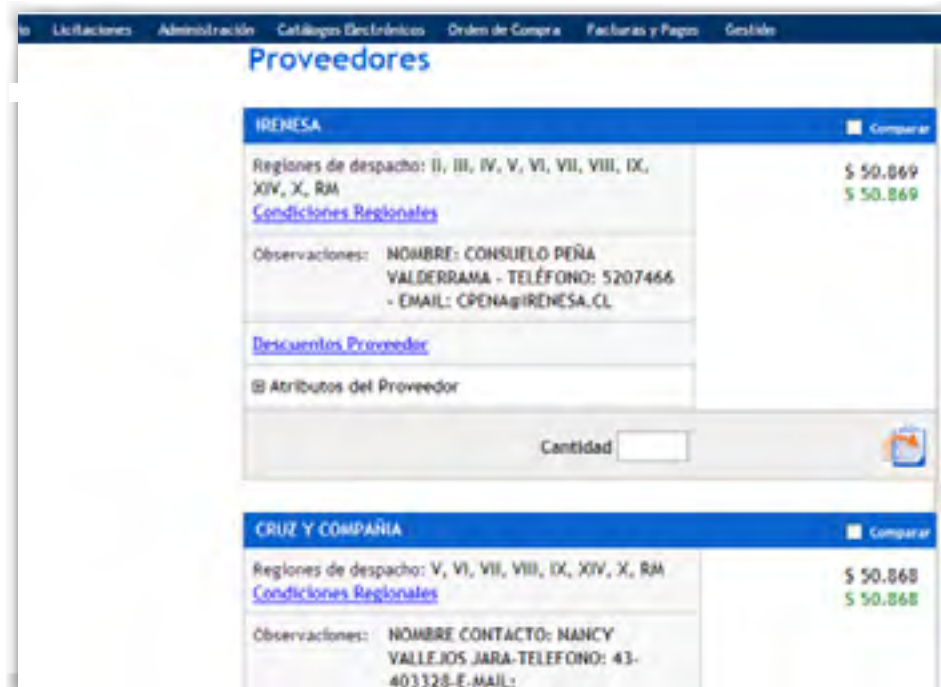 Licitaciones Administración Catálogos Electrónicos Orden de Compra Facturas y Pagos Gestión
Proveedores
IRENESA Comparar
Regiones de despacho: II, III, IV, V, VI, VII, VIII, IX, $ 50.869
XIV, X, RM $ 50.869
Condiciones Regionales
Observaciones: NOMBRE: CONSUELO PEÑA
VALDERRAMA - TELÉFONO: 5207466
- EMAIL: CPENA@IRENESA.CL
Descuentos Proveedor
Atributos del Proveedor
Cantidad
CRUZ Y COMPAÑIA Comparar
Regiones de despacho: V, VI, VII, VIII, IX, XIV, X, RM $ 50.868
Condiciones Regionales $ 50.868
Observaciones: NOMBRE CONTACTO: NANCY
VALLEJOS JARA-TELEFONO: 43-
403328-E-MAIL: